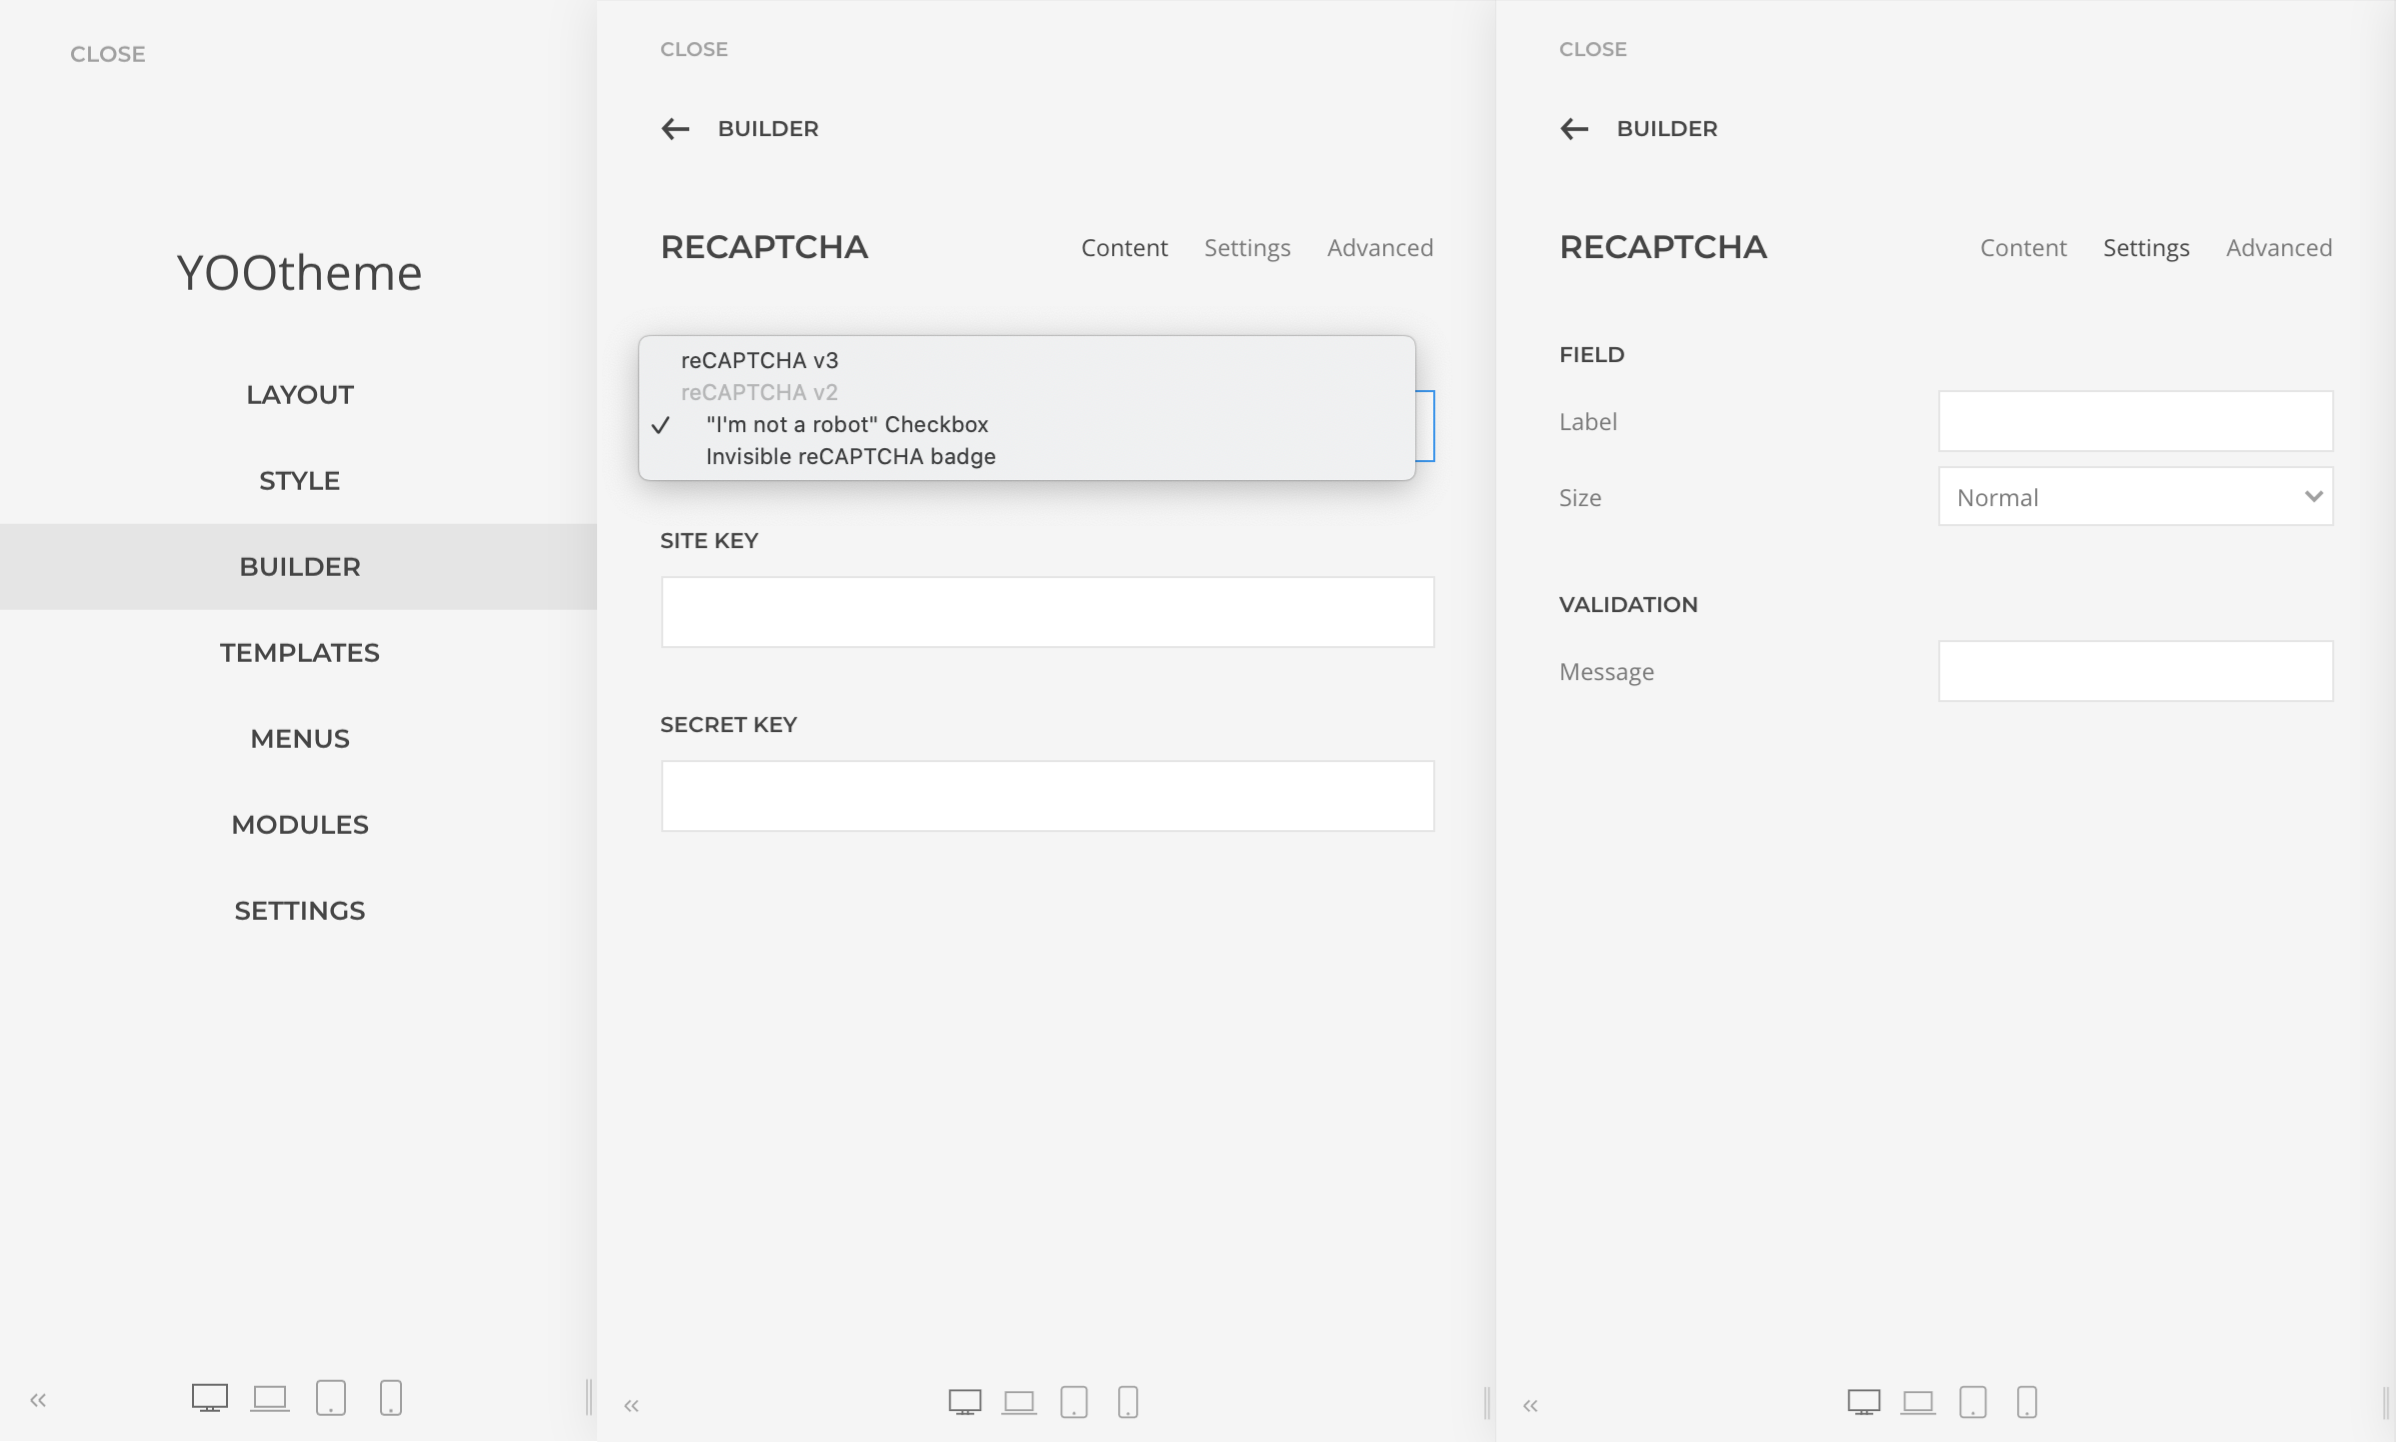 CLOSE
YOOtheme
LAYOUT
STYLE
BUILDER
TEMPLATES
MENUS
MODULES
SETTINGS
CLOSE
BUILDER
RECAPTCHA
Content
Settings
Advanced
reCAPTCHA v3
reCAPTCHA v2
"I'm not a robot" Checkbox
Invisible reCAPTCHA badge
SITE KEY
SECRET KEY
CLOSE
BUILDER
RECAPTCHA
Content
Settings
Advanced
FIELD
Label
Size
Normal
VALIDATION
Message